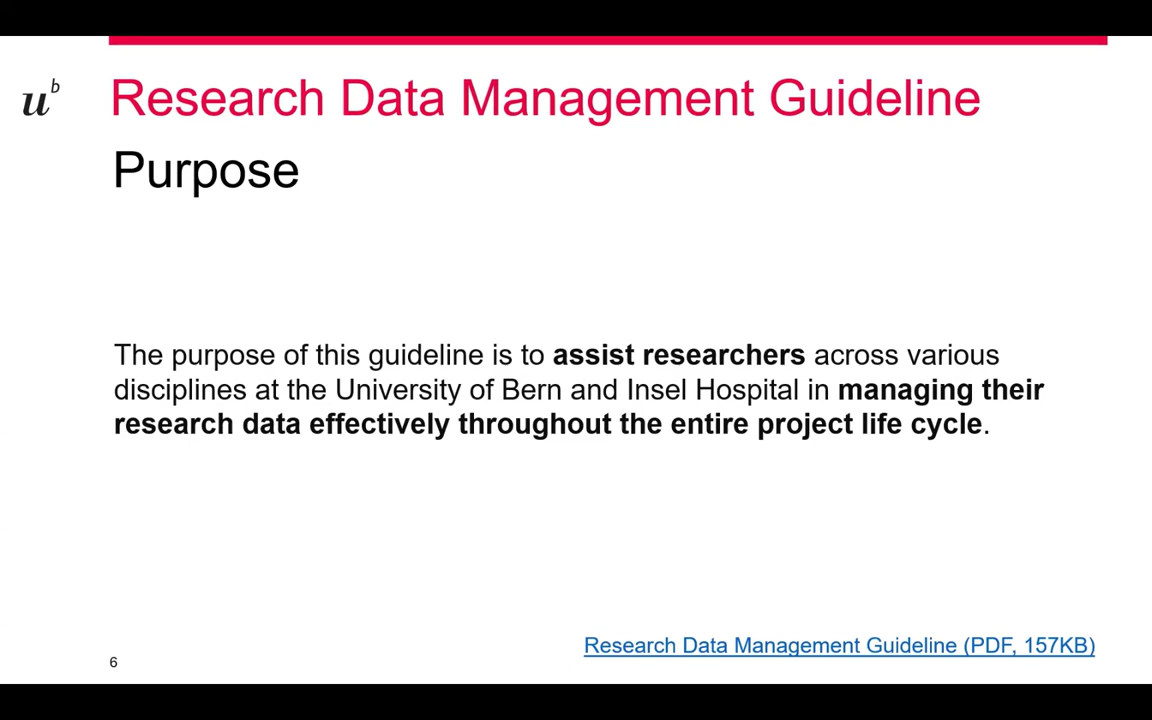 u^b
Research Data Management Guideline
Purpose
The purpose of this guideline is to assist researchers across various
disciplines at the University of Bern and Insel Hospital in managing their
research data effectively throughout the entire project life cycle.
Research Data Management Guideline (PDF, 157KB)
6